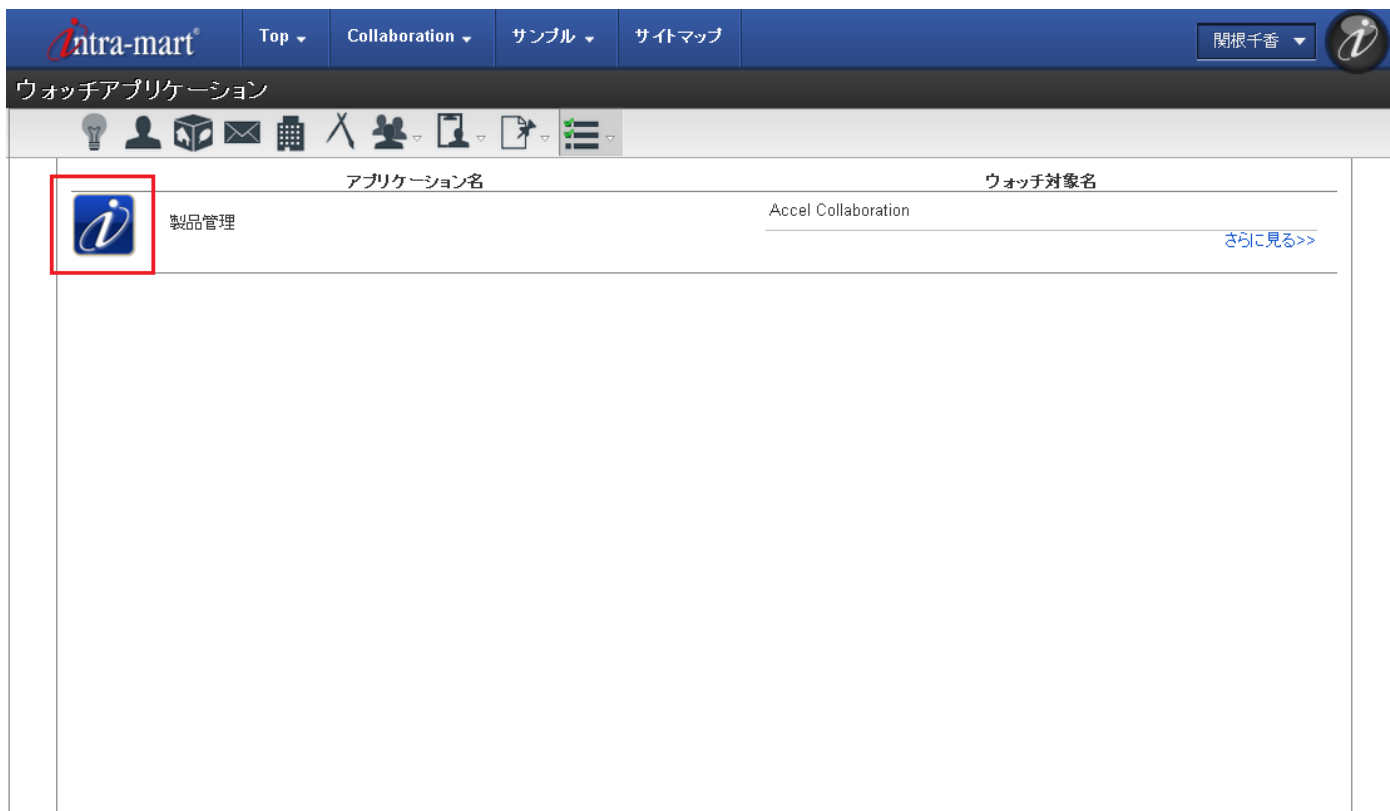 intra-mart® Top Collaboration サンプル サイトマップ 関根千香
ウォッチアプリケーション
アプリケーション名 ウォッチ対象名
製品管理 Accel Collaboration
さらに見る>>